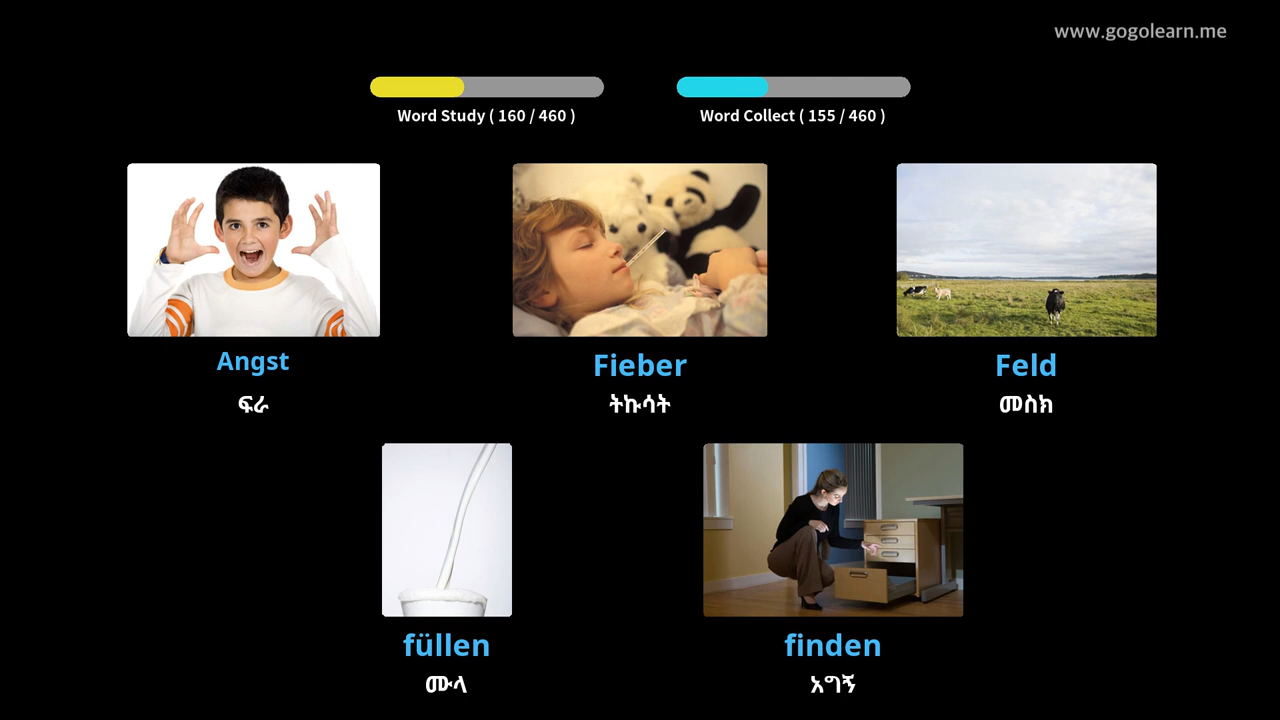 www.gogolearn.me
Word Study ( 160 / 460 )
Word Collect ( 155 / 460 )
Angst
ፍራ
Fieber
ትኩሳት
Feld
መስክ
füllen
ሙላ
finden
አግኝ